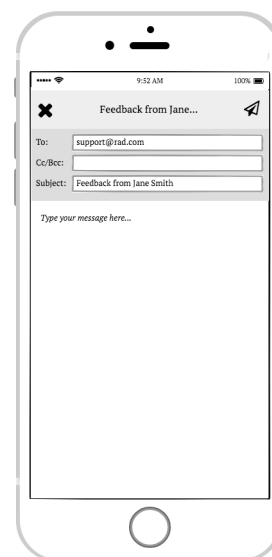 9:52 AM 100%
Feedback from Jane...
To: support@rad.com
Cc/Bcc:
Subject: Feedback from Jane Smith
Type your message here...